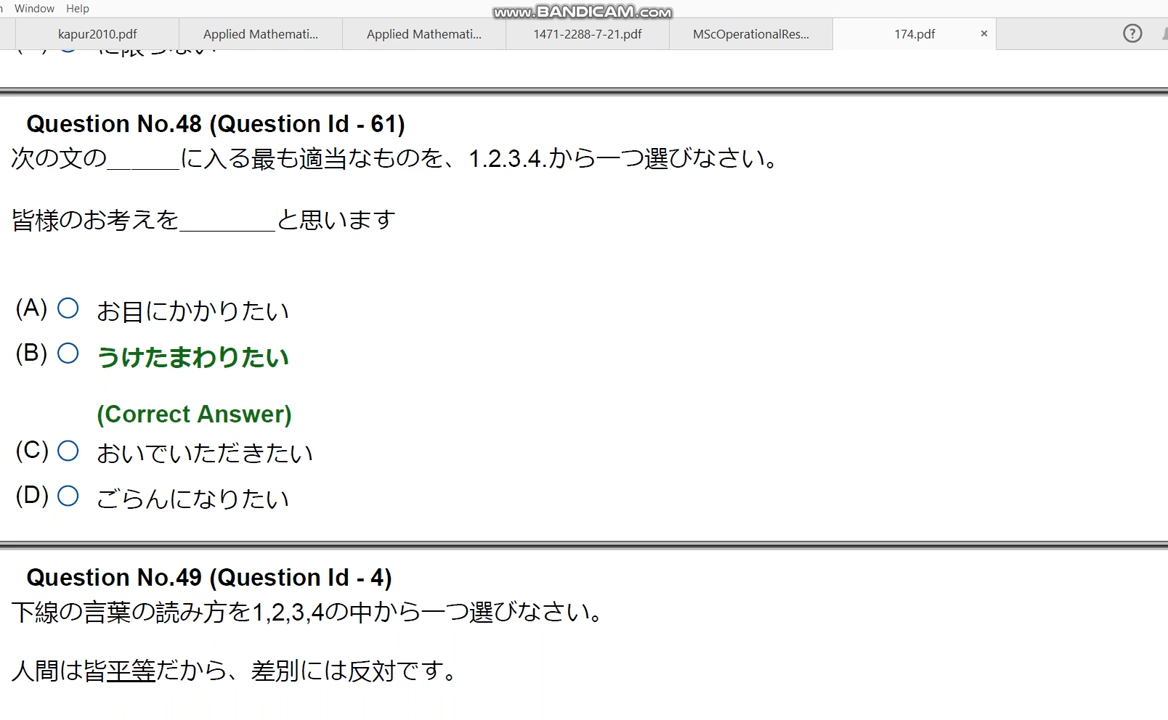 Window Help
www.BANDICAM.com
kapur2010.pdf Applied Mathemati... Applied Mathemati... 1471-2288-7-21.pdf MScOperationalRes... 174.pdf × ?
に限らない
Question No.48 (Question Id - 61)
次の文の______に入る最も適当なものを、1.2.3.4.から一つ選びなさい。
皆様のお考えを________と思います
(A) お目にかかりたい
(B) うけたまわりたい
(Correct Answer)
(C) おいでいただきたい
(D) ごらんになりたい
Question No.49 (Question Id - 4)
下線の言葉の読み方を1,2,3,4の中から一つ選びなさい。
人間は皆平等だから、差別には反対です。